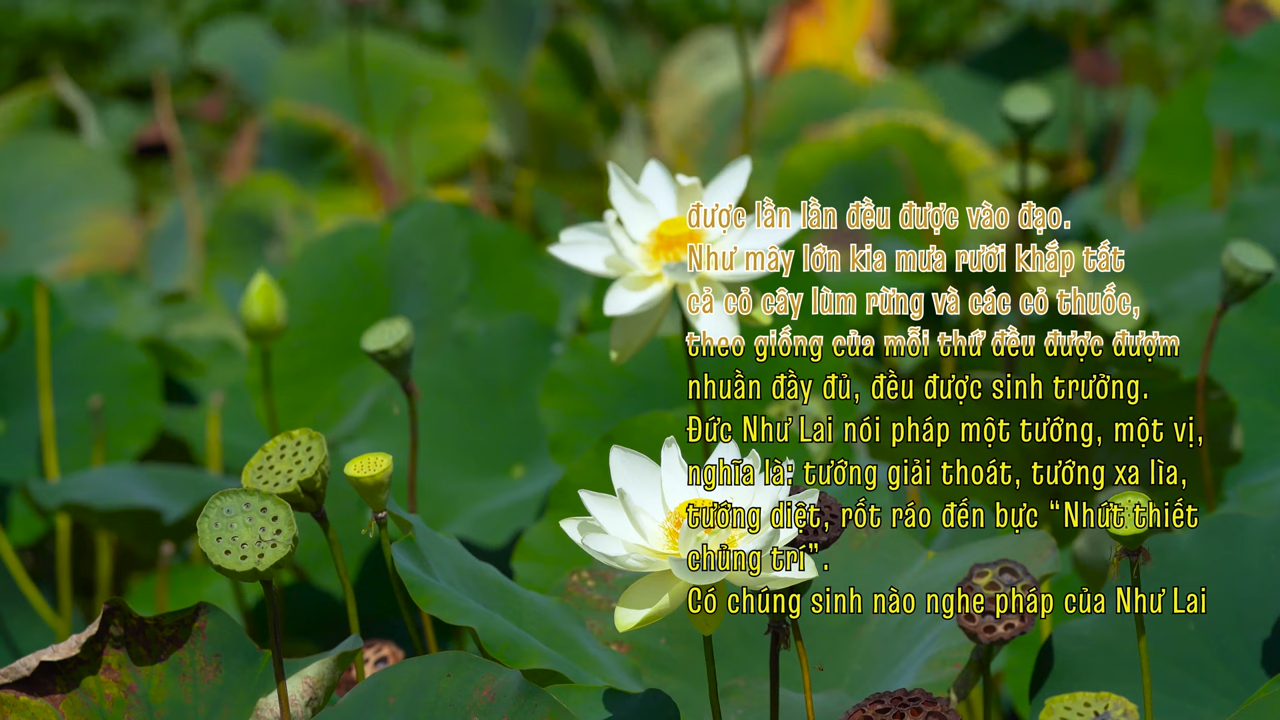 được lần lần đều được vào đạo.
Như mây lớn kia mưa rưới khắp tất
cả cỏ cây lùm rừng và các cỏ thuốc,
theo giống của mỗi thứ đều được đượm
nhuần đầy đủ, đều được sinh trưởng.
Đức Như Lai nói pháp một tướng, một vị,
nghĩa là: tướng giải thoát, tướng xa lìa,
tướng diệt, rốt ráo đến bực “Nhứt thiết
chủng trí”.
Có chúng sinh nào nghe pháp của Như Lai